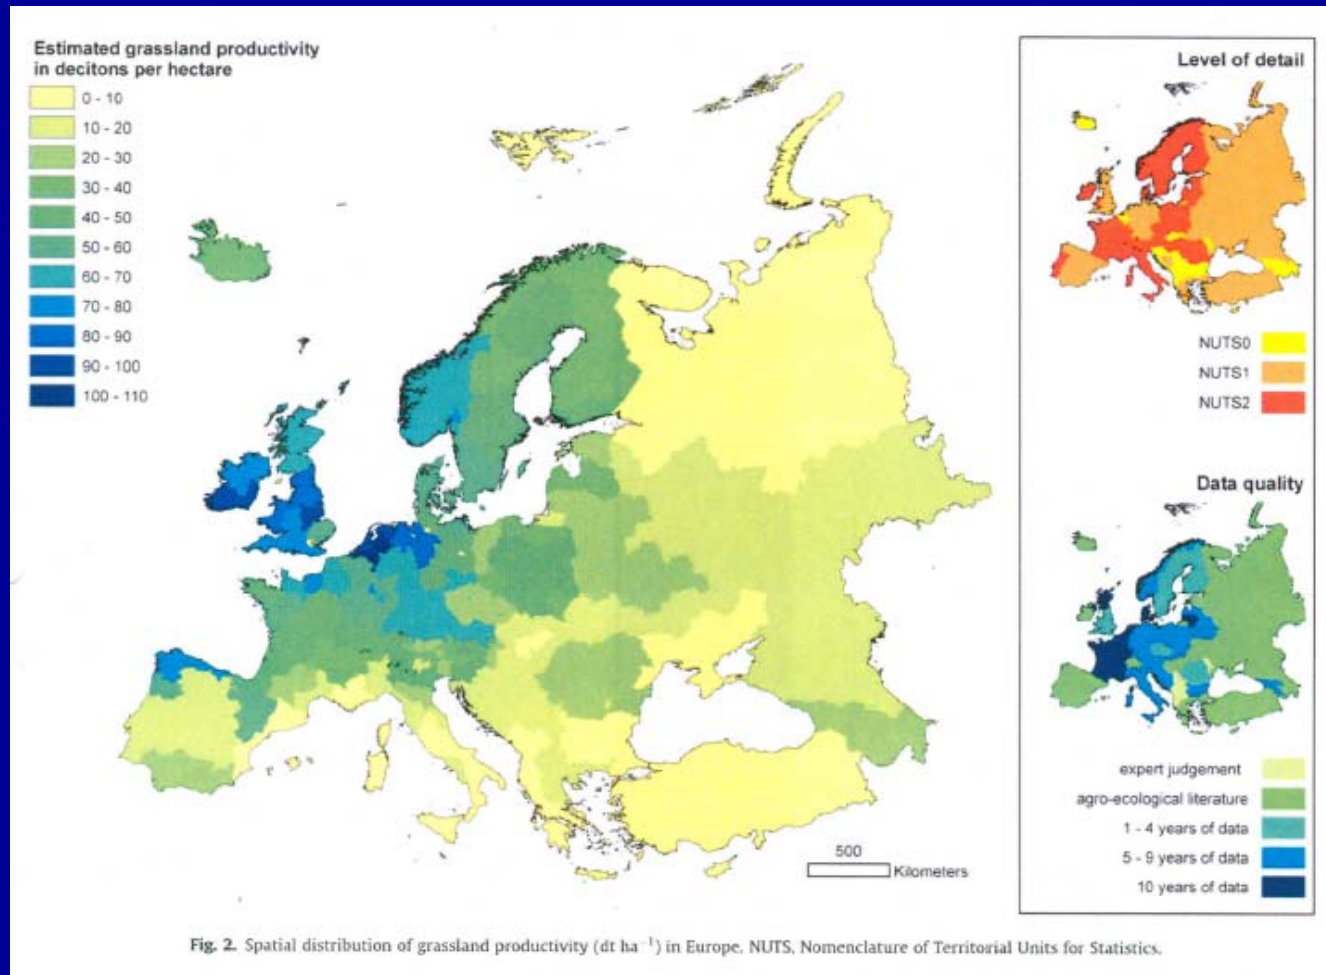 Estimated grassland productivity
in decitons per hectare
0 - 10
10 - 20
20 - 30
30 - 40
40 - 50
50 - 60
60 - 70
70 - 80
80 - 90
90 - 100
100 - 110
500
Kilometers
Level of detail
NUTS0
NUTS1
NUTS2
Data quality
expert judgement
agro-ecological literature
1 - 4 years of data
5 - 9 years of data
10 years of data
Fig. 2. Spatial distribution of grassland productivity (dt ha⁻¹) in Europe. NUTS, Nomenclature of Territorial Units for Statistics.